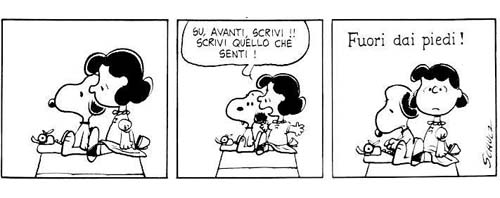 SU, AVANTI, SCRIVI !!
SCRIVI QUELLO CHE
SENTI !
Fuori dai piedi !
SCHULZ